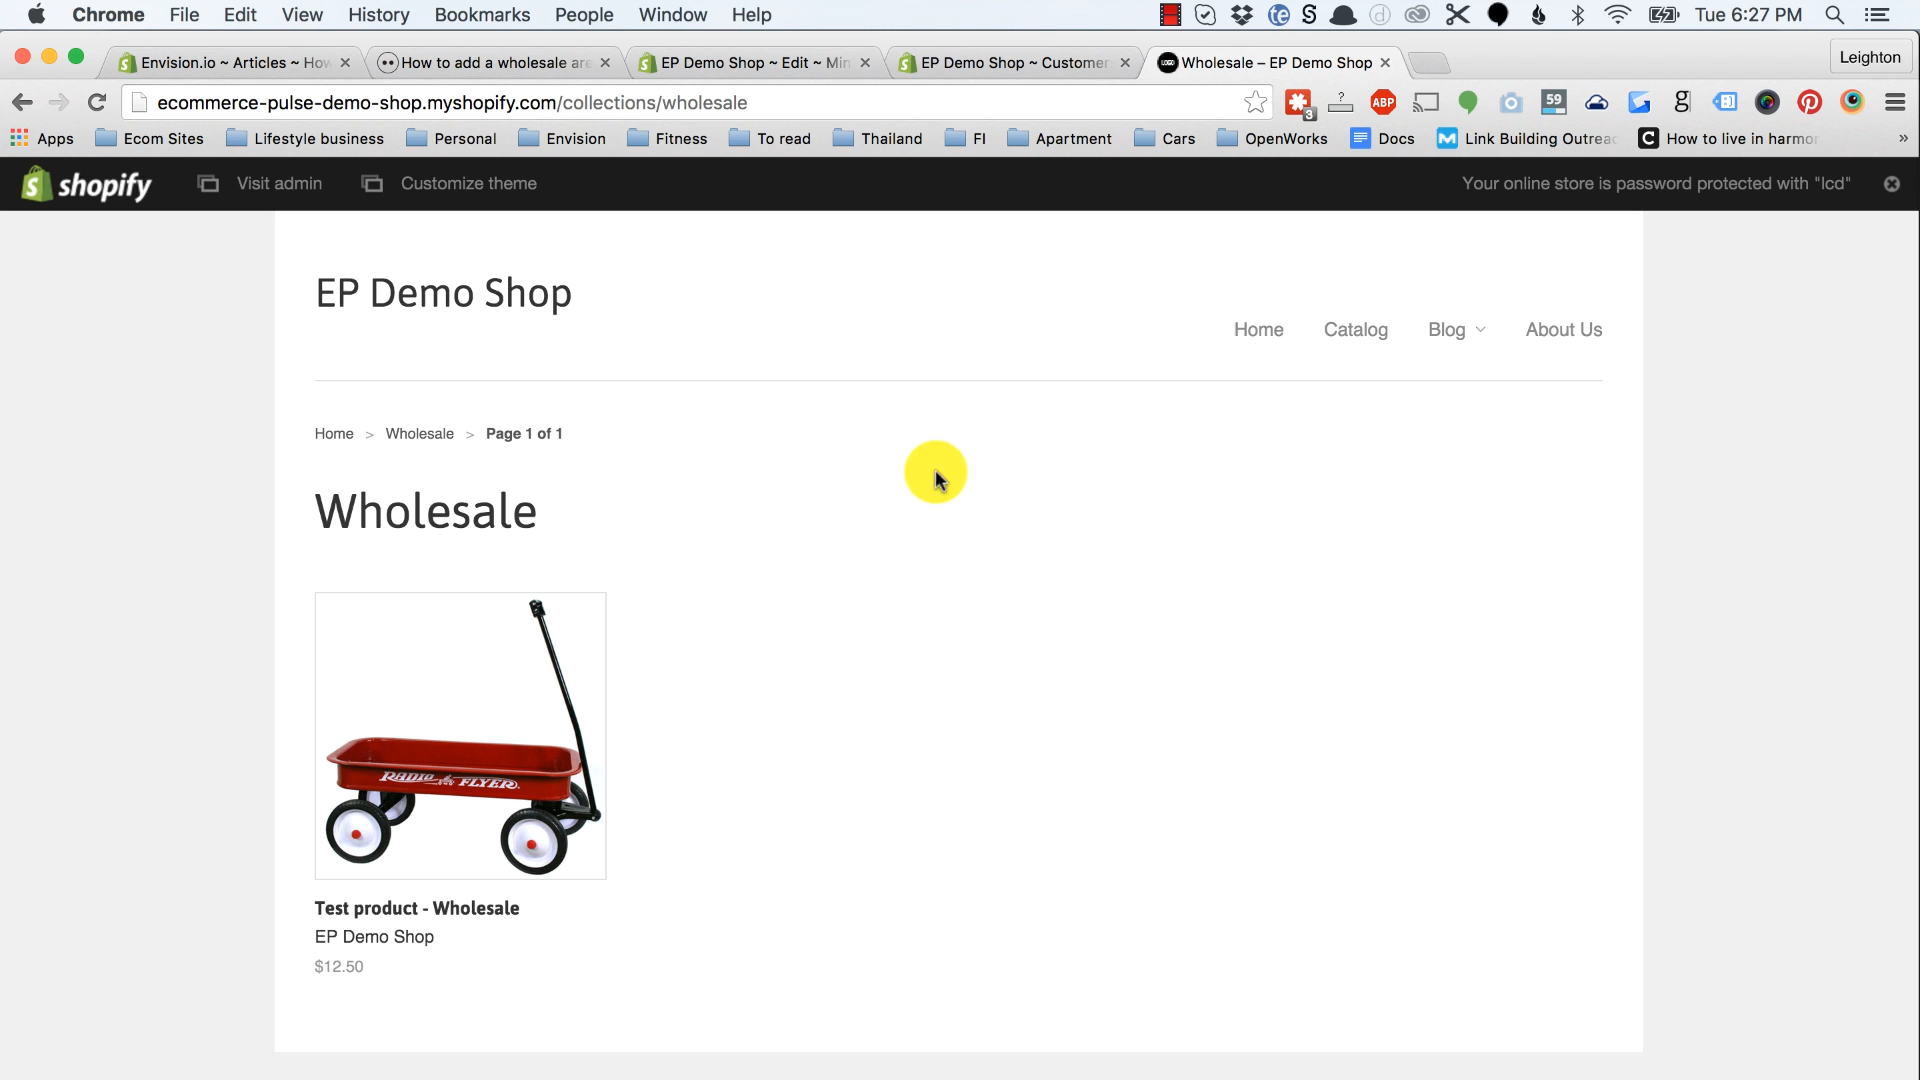 Chrome File Edit View History Bookmarks People Window Help Tue 6:27 PM
Envision.io ~ Articles ~ How How to add a wholesale are EP Demo Shop ~ Edit ~ Min EP Demo Shop ~ Customer Wholesale – EP Demo Shop Leighton
ecommerce-pulse-demo-shop.myshopify.com/collections/wholesale 3 ? ABP 59 g
Apps Ecom Sites Lifestyle business Personal Envision Fitness To read Thailand FI Apartment Cars OpenWorks Docs Link Building Outreac How to live in harmor »
shopify Visit admin Customize theme Your online store is password protected with "lcd"
EP Demo Shop
Home Catalog Blog About Us
Home > Wholesale > Page 1 of 1
Wholesale
RADIO FLYER
Test product - Wholesale
EP Demo Shop
$12.50